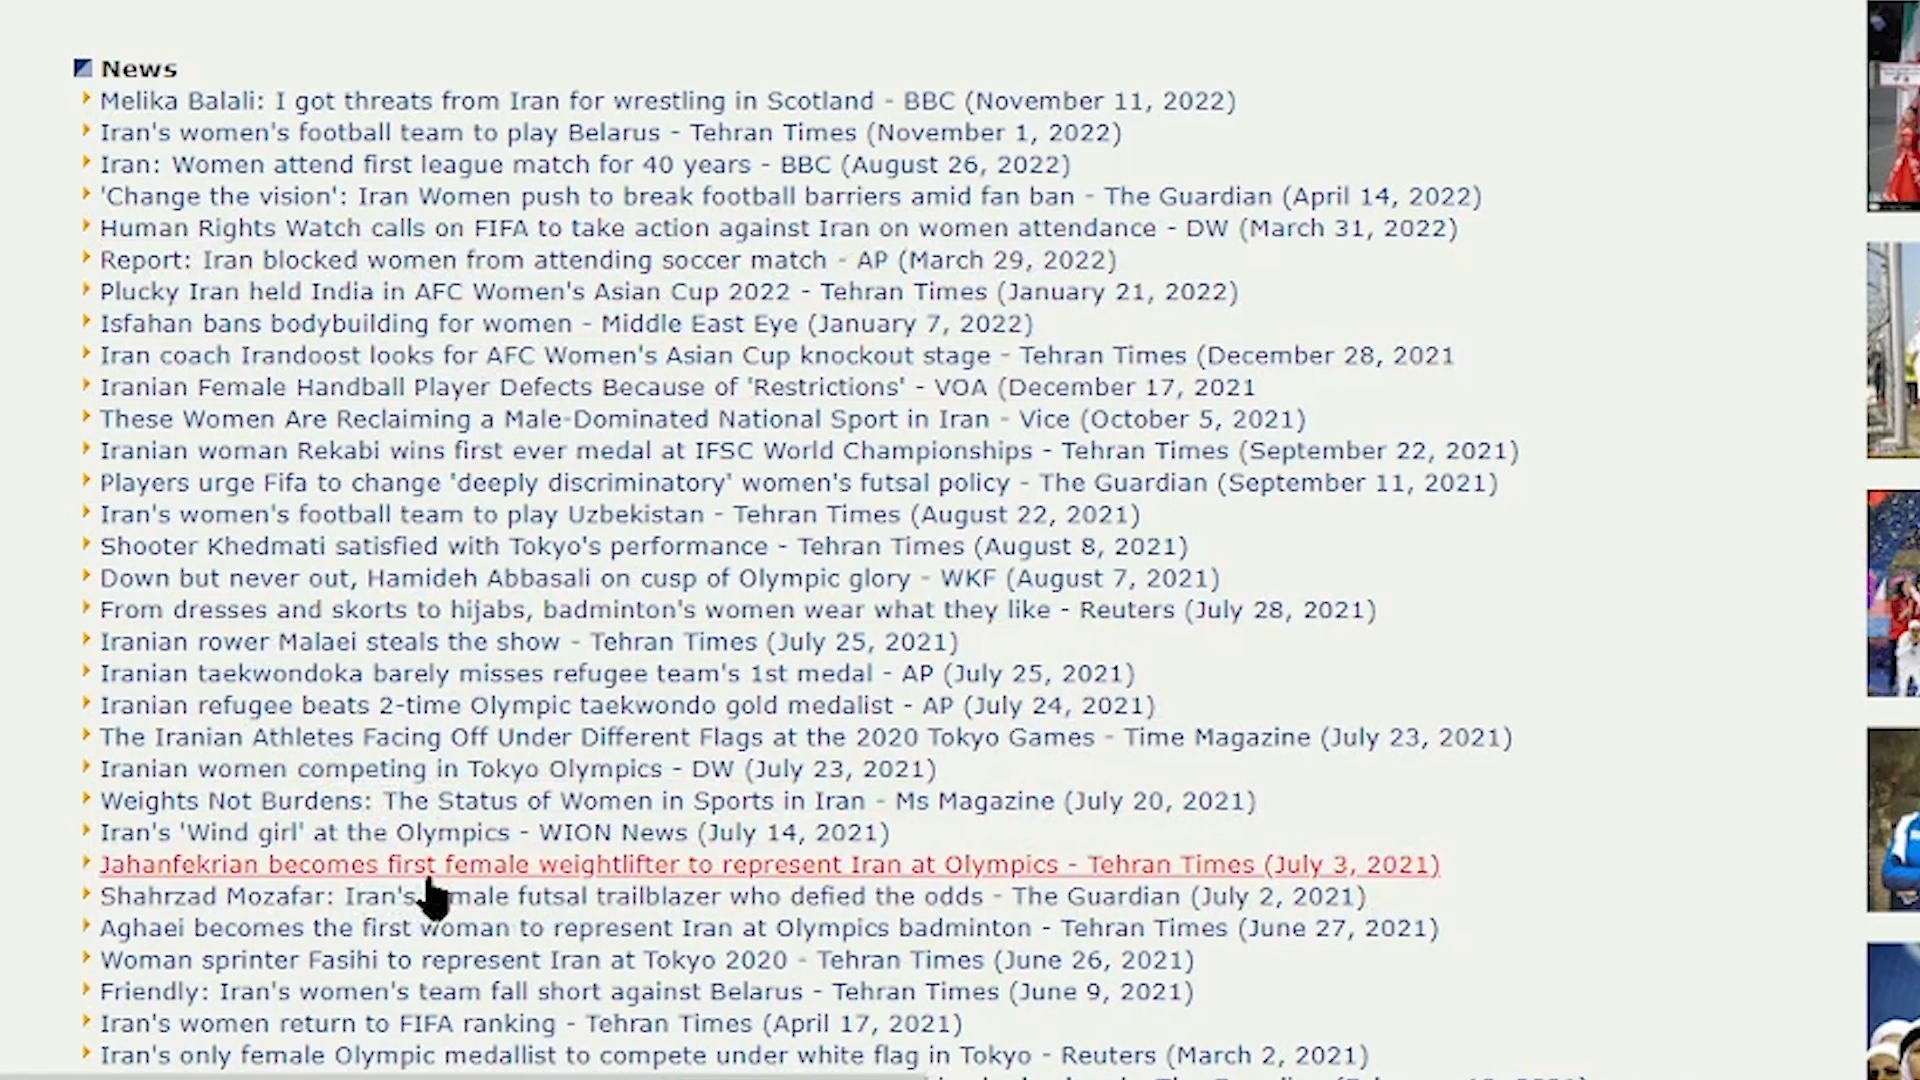 News
Melika Balali: I got threats from Iran for wrestling in Scotland - BBC (November 11, 2022)
Iran's women's football team to play Belarus - Tehran Times (November 1, 2022)
Iran: Women attend first league match for 40 years - BBC (August 26, 2022)
'Change the vision': Iran Women push to break football barriers amid fan ban - The Guardian (April 14, 2022)
Human Rights Watch calls on FIFA to take action against Iran on women attendance - DW (March 31, 2022)
Report: Iran blocked women from attending soccer match - AP (March 29, 2022)
Plucky Iran held India in AFC Women's Asian Cup 2022 - Tehran Times (January 21, 2022)
Isfahan bans bodybuilding for women - Middle East Eye (January 7, 2022)
Iran coach Irandoost looks for AFC Women's Asian Cup knockout stage - Tehran Times (December 28, 2021
Iranian Female Handball Player Defects Because of 'Restrictions' - VOA (December 17, 2021
These Women Are Reclaiming a Male-Dominated National Sport in Iran - Vice (October 5, 2021)
Iranian woman Rekabi wins first ever medal at IFSC World Championships - Tehran Times (September 22, 2021)
Players urge Fifa to change 'deeply discriminatory' women's futsal policy - The Guardian (September 11, 2021)
Iran's women's football team to play Uzbekistan - Tehran Times (August 22, 2021)
Shooter Khedmati satisfied with Tokyo's performance - Tehran Times (August 8, 2021)
Down but never out, Hamideh Abbasali on cusp of Olympic glory - WKF (August 7, 2021)
From dresses and skorts to hijabs, badminton's women wear what they like - Reuters (July 28, 2021)
Iranian rower Malaei steals the show - Tehran Times (July 25, 2021)
Iranian taekwondoka barely misses refugee team's 1st medal - AP (July 25, 2021)
Iranian refugee beats 2-time Olympic taekwondo gold medalist - AP (July 24, 2021)
The Iranian Athletes Facing Off Under Different Flags at the 2020 Tokyo Games - Time Magazine (July 23, 2021)
Iranian women competing in Tokyo Olympics - DW (July 23, 2021)
Weights Not Burdens: The Status of Women in Sports in Iran - Ms Magazine (July 20, 2021)
Iran's 'Wind girl' at the Olympics - WION News (July 14, 2021)
Jahanfekrian becomes first female weightlifter to represent Iran at Olympics - Tehran Times (July 3, 2021)
Shahrzad Mozafar: Iran's male futsal trailblazer who defied the odds - The Guardian (July 2, 2021)
Aghaei becomes the first woman to represent Iran at Olympics badminton - Tehran Times (June 27, 2021)
Woman sprinter Fasihi to represent Iran at Tokyo 2020 - Tehran Times (June 26, 2021)
Friendly: Iran's women's team fall short against Belarus - Tehran Times (June 9, 2021)
Iran's women return to FIFA ranking - Tehran Times (April 17, 2021)
Iran's only female Olympic medallist to compete under white flag in Tokyo - Reuters (March 2, 2021)